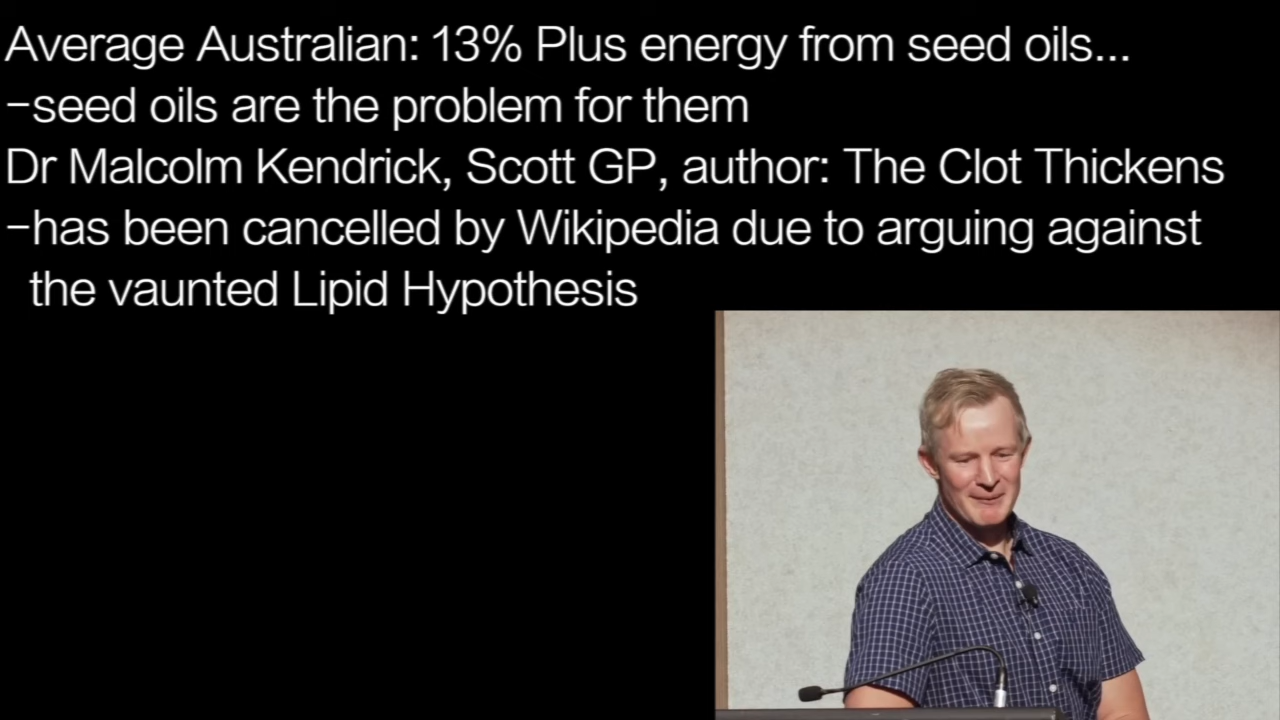 Average Australian: 13% Plus energy from seed oils...
–seed oils are the problem for them
Dr Malcolm Kendrick, Scott GP, author: The Clot Thickens
–has been cancelled by Wikipedia due to arguing against
the vaunted Lipid Hypothesis